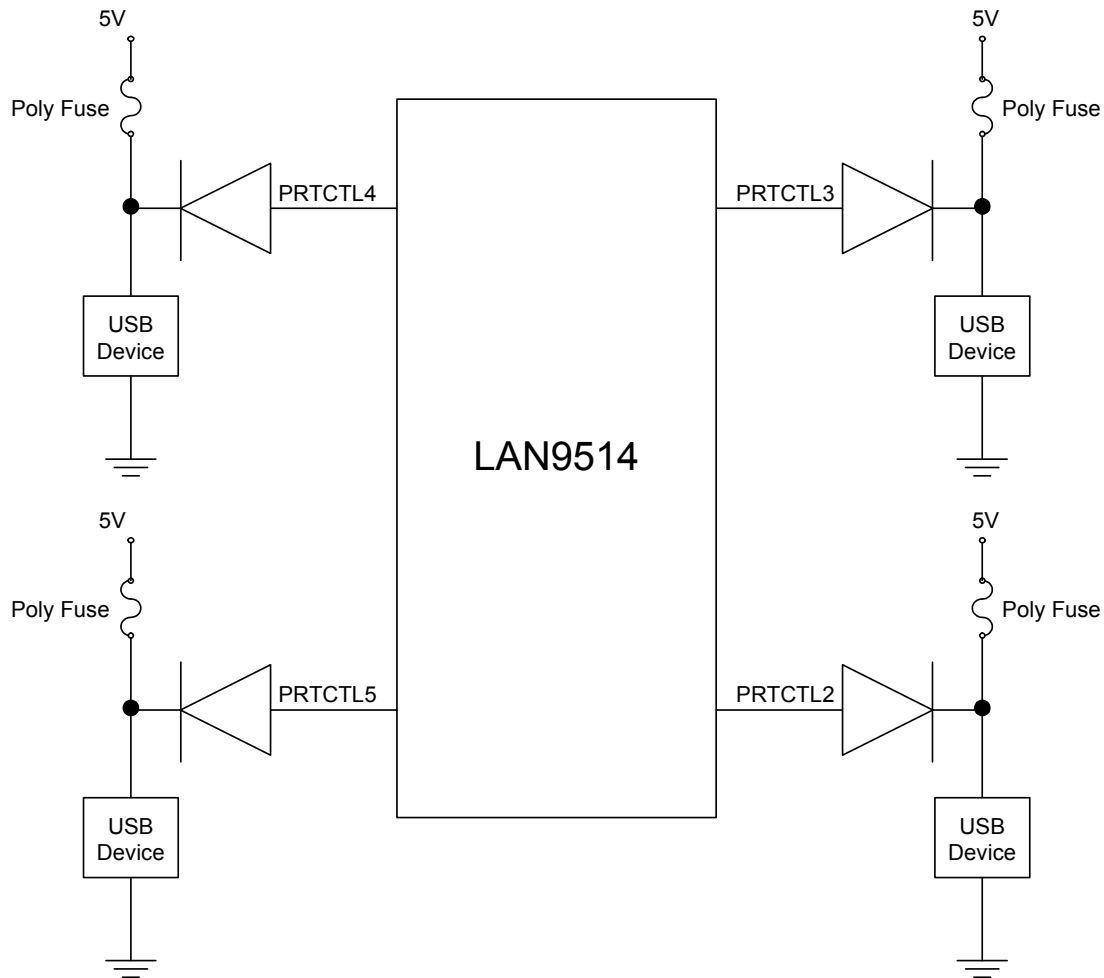 5V
5V
Poly Fuse
Poly Fuse
PRTCTL4
PRTCTL3
USB
Device
USB
Device
LAN9514
5V
5V
Poly Fuse
Poly Fuse
PRTCTL5
PRTCTL2
USB
Device
USB
Device